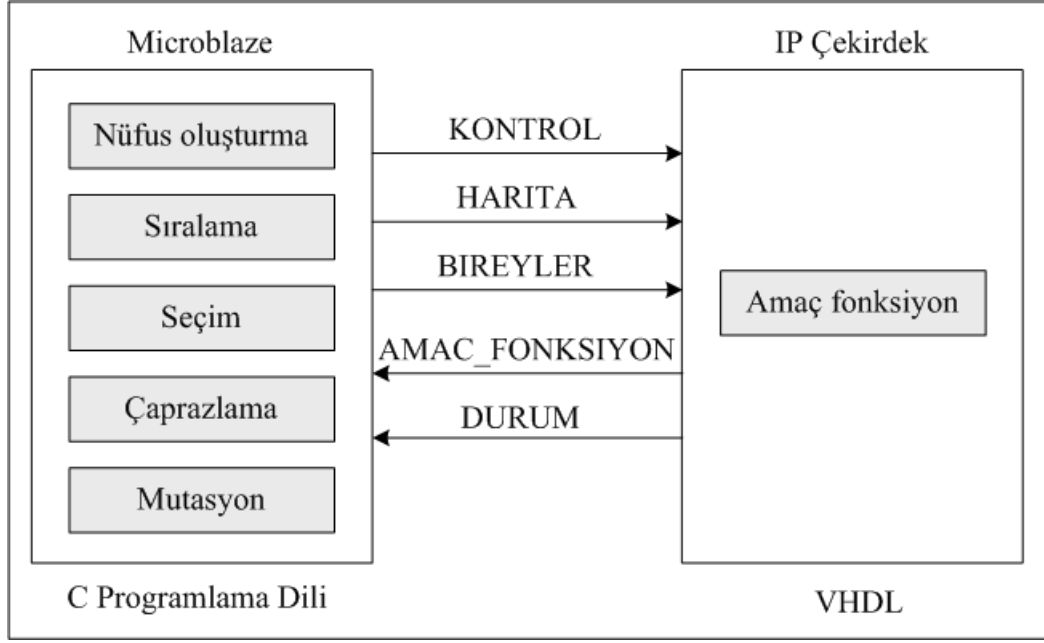 Microblaze
IP Çekirdek
Nüfus oluşturma
Sıralama
Seçim
Çaprazlama
Mutasyon
KONTROL
HARITA
BIREYLER
AMAC_FONKSIYON
DURUM
Amaç fonksiyon
C Programlama Dili
VHDL